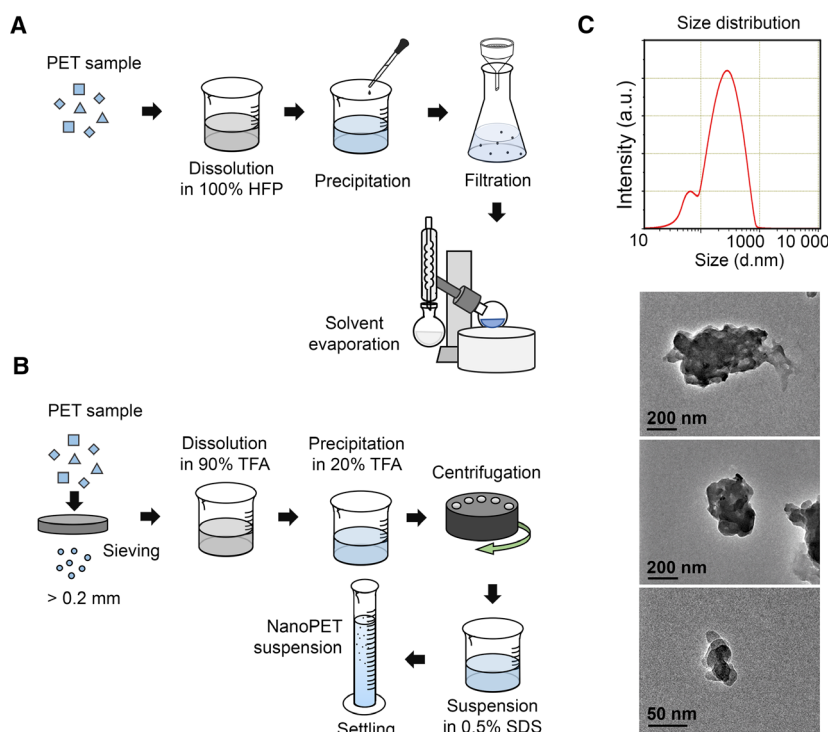 A
PET sample
Dissolution
in 100% HFP
Precipitation
Filtration
Solvent
evaporation
B
PET sample
Sieving
> 0.2 mm
Dissolution
in 90% TFA
Precipitation
in 20% TFA
Centrifugation
Suspension
in 0.5% SDS
NanoPET
suspension
Settling
C
Size distribution
Intensity (a.u.)
10 1000 10 000
Size (d.nm)
200 nm
200 nm
50 nm